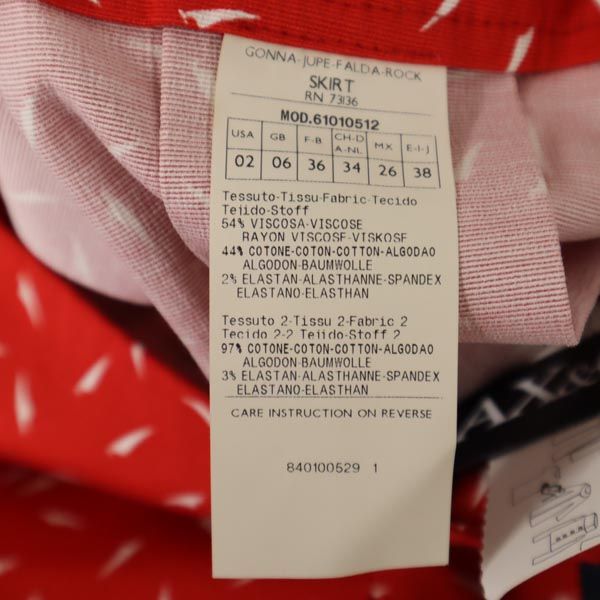 GONNA-JUPE-FALDA-ROCK
SKIRT
RN 73136
MOD.61010512
USA GB F-B CH-D A-NL MX E-I-J
02 06 36 34 26 38
Tessuto-Tissu-Fabric-Tecido
Tejido-Stoff
54% VISCOSA-VISCOSE
RAYON VISCOSE-VISKOSE
44% COTONE-COTON-COTTON-ALGODAO
ALGODON-BAUMWOLLE
2% ELASTAN-ALASTHANNE-SPANDEX
ELASTANO-ELASTHAN
Tessuto 2-Tissu 2-Fabric 2
Tecido 2-2 Tejido-Stoff 2
97% COTONE-COTON-COTTON-ALGODAO
ALGODON-BAUMWOLLE
3% ELASTAN-ALASTHANNE-SPANDEX
ELASTANO-ELASTHAN
CARE INSTRUCTION ON REVERSE
840100529 1
AX